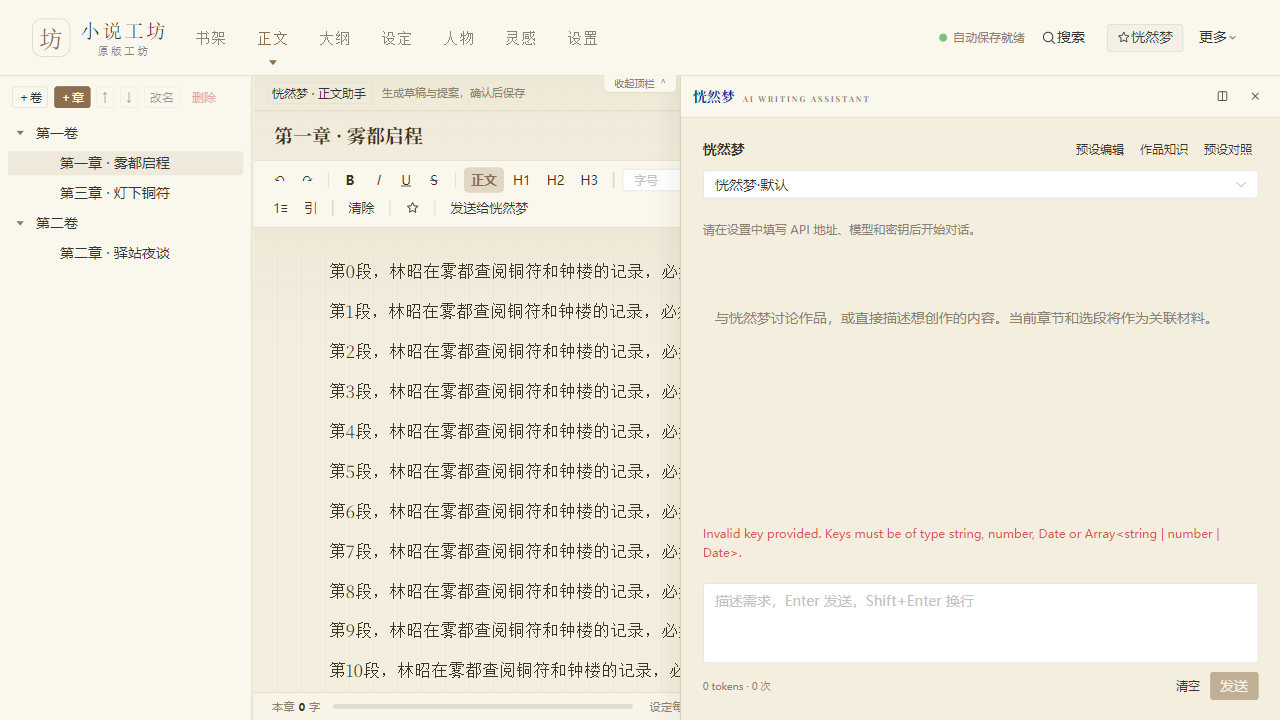 坊
小说工坊
原版工坊
书架 正文 大纲 设定 人物 灵感 设置
自动保存就绪 搜索 恍然梦 更多
+卷 +章 ↑ ↓ 改名 删除
第一卷
第一章 · 雾都启程
第三章 · 灯下铜符
第二卷
第二章 · 驿站夜谈
恍然梦 · 正文助手 生成草稿与提案，确认后保存
收起顶栏 ^
第一章 · 雾都启程
B I U S 正文 H1 H2 H3 字号
1 引 清除 发送给恍然梦
第0段，林昭在雾都查阅铜符和钟楼的记录，必
第1段，林昭在雾都查阅铜符和钟楼的记录，必
第2段，林昭在雾都查阅铜符和钟楼的记录，必
第3段，林昭在雾都查阅铜符和钟楼的记录，必
第4段，林昭在雾都查阅铜符和钟楼的记录，必
第5段，林昭在雾都查阅铜符和钟楼的记录，必
第6段，林昭在雾都查阅铜符和钟楼的记录，必
第7段，林昭在雾都查阅铜符和钟楼的记录，必
第8段，林昭在雾都查阅铜符和钟楼的记录，必
第9段，林昭在雾都查阅铜符和钟楼的记录，必
第10段，林昭在雾都查阅铜符和钟楼的记录，必
本章 0 字 设定每
恍然梦 AI WRITING ASSISTANT
恍然梦 预设编辑 作品知识 预设对照
恍然梦·默认
请在设置中填写 API 地址、模型和密钥后开始对话。
与恍然梦讨论作品，或直接描述想创作的内容。当前章节和选段将作为关联材料。
Invalid key provided. Keys must be of type string, number, Date or Array<string | number |
Date>.
描述需求，Enter 发送，Shift+Enter 换行
0 tokens · 0 次 清空 发送